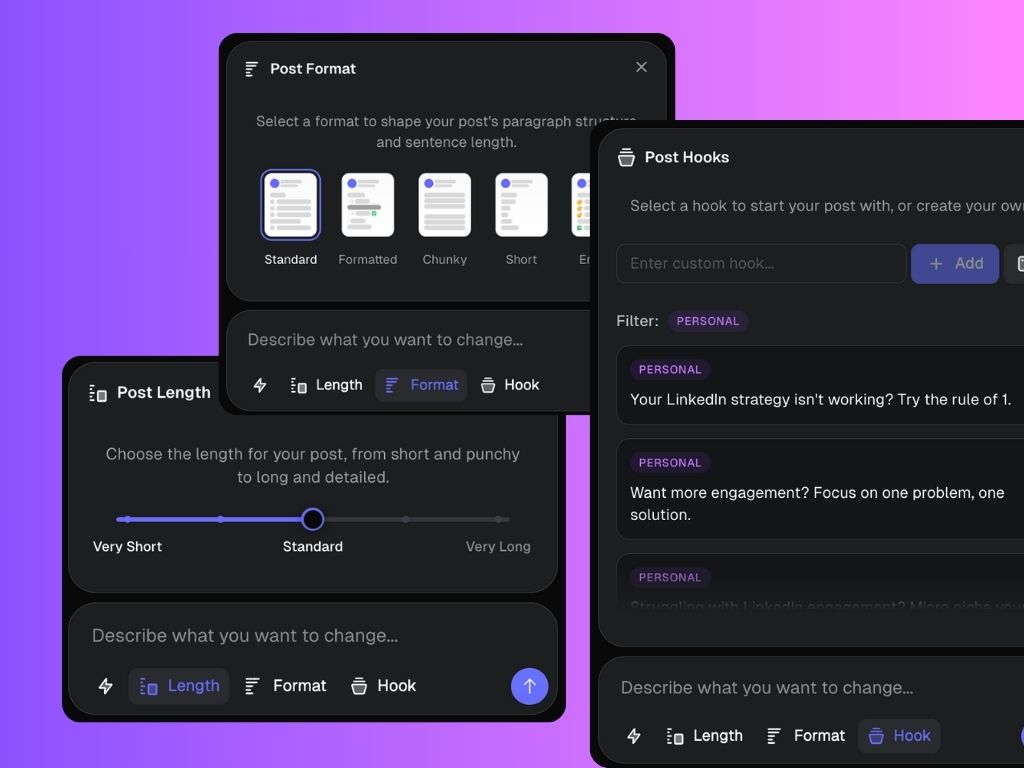 Post Format
Select a format to shape your post's paragraph structure
and sentence length.
Standard
Formatted
Chunky
Short
Describe what you want to change...
Length
Format
Hook
Post Length
Choose the length for your post, from short and punchy
to long and detailed.
Very Short
Standard
Very Long
Describe what you want to change...
Length
Format
Hook
Post Hooks
Select a hook to start your post with, or create your own
Enter custom hook...
+ Add
Filter: PERSONAL
PERSONAL
Your LinkedIn strategy isn't working? Try the rule of 1.
PERSONAL
Want more engagement? Focus on one problem, one
solution.
PERSONAL
Struggling with LinkedIn engagement? Micro niche your
Describe what you want to change...
Length
Format
Hook